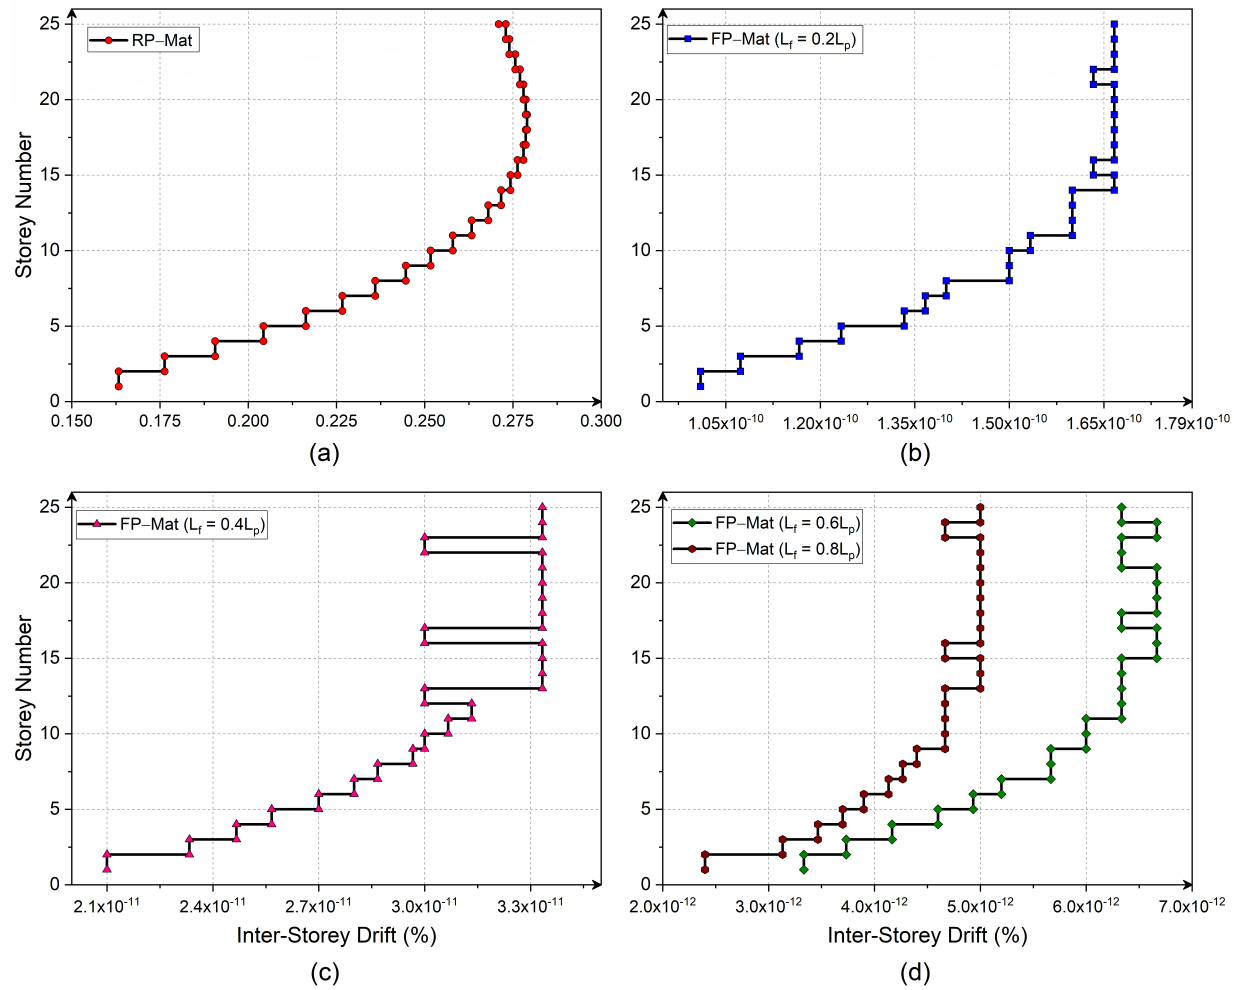 RP–Mat
Storey Number
25
20
15
10
5
0
0.150
0.175
0.200
0.225
0.250
0.275
0.300
(a)
FP–Mat (Lf = 0.2Lp)
25
20
15
10
5
0
1.05x10-10
1.20x10-10
1.35x10-10
1.50x10-10
1.65x10-10
1.79x10-10
(b)
FP–Mat (Lf = 0.4Lp)
Storey Number
25
20
15
10
5
0
2.1x10-11
2.4x10-11
2.7x10-11
3.0x10-11
3.3x10-11
Inter-Storey Drift (%)
(c)
FP–Mat (Lf = 0.6Lp)
FP–Mat (Lf = 0.8Lp)
25
20
15
10
5
0
2.0x10-12
3.0x10-12
4.0x10-12
5.0x10-12
6.0x10-12
7.0x10-12
Inter-Storey Drift (%)
(d)